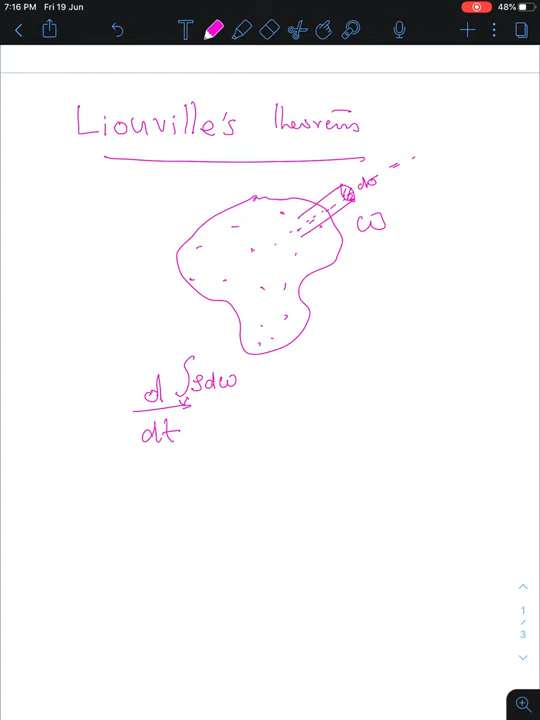 7:16 PM Fri 19 Jun
48%
Liouville's theorem
dσ
ω
d ∫ρdω
dt
1
/
3